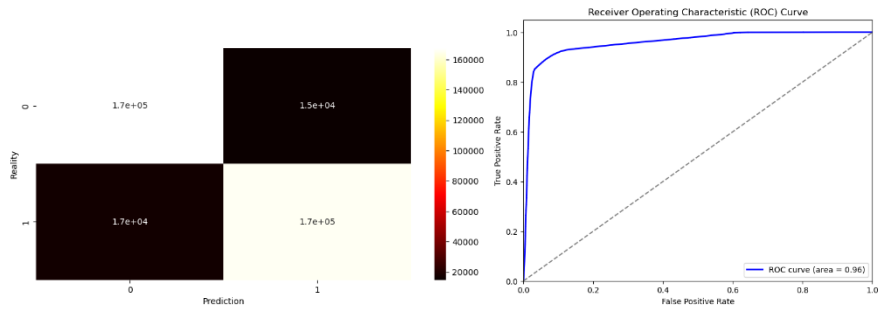 0
1.7e+05
1.5e+04
Reality
1
1.7e+04
1.7e+05
0
1
Prediction
160000
140000
120000
100000
80000
60000
40000
20000
Receiver Operating Characteristic (ROC) Curve
True Positive Rate
1.0
0.8
0.6
0.4
0.2
0.0
ROC curve (area = 0.96)
0.0
0.2
0.4
0.6
0.8
1.0
False Positive Rate